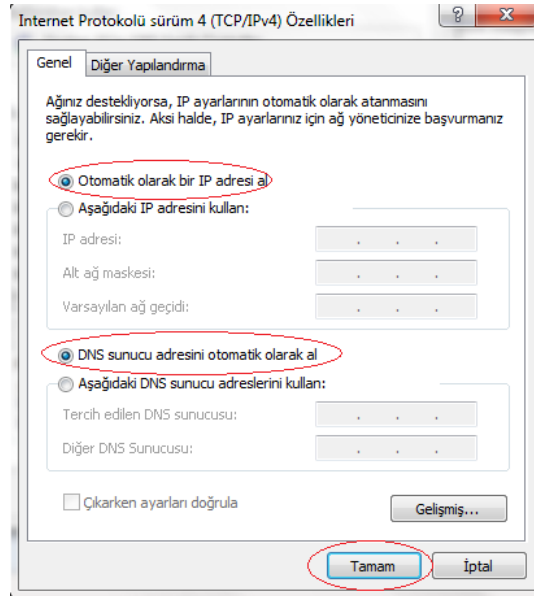 Internet Protokolü sürüm 4 (TCP/IPv4) Özellikleri
Genel
Diğer Yapılandırma
Ağınız destekliyorsa, IP ayarlarının otomatik olarak atanmasını
sağlayabilirsiniz. Aksi halde, IP ayarlarınız için ağ yöneticinize başvurmanız
gerekir.
Otomatik olarak bir IP adresi al
Aşağıdaki IP adresini kullan:
IP adresi:
Alt ağ maskesi:
Varsayılan ağ geçidi:
DNS sunucu adresini otomatik olarak al
Aşağıdaki DNS sunucu adreslerini kullan:
Tercih edilen DNS sunucusu:
Diğer DNS Sunucusu:
Çıkarken ayarları doğrula
Gelişmiş...
Tamam
İptal